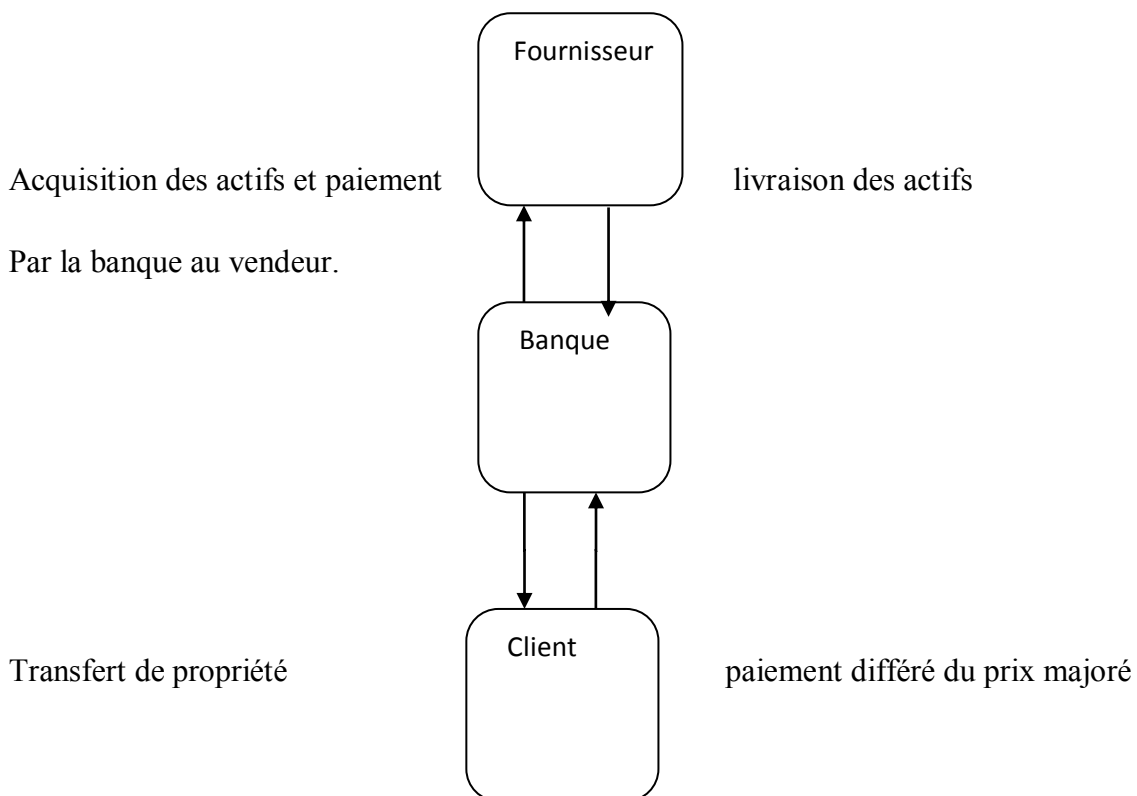 Fournisseur
Acquisition des actifs et paiement
livraison des actifs
Par la banque au vendeur.
Banque
Client
Transfert de propriété
paiement différé du prix majoré